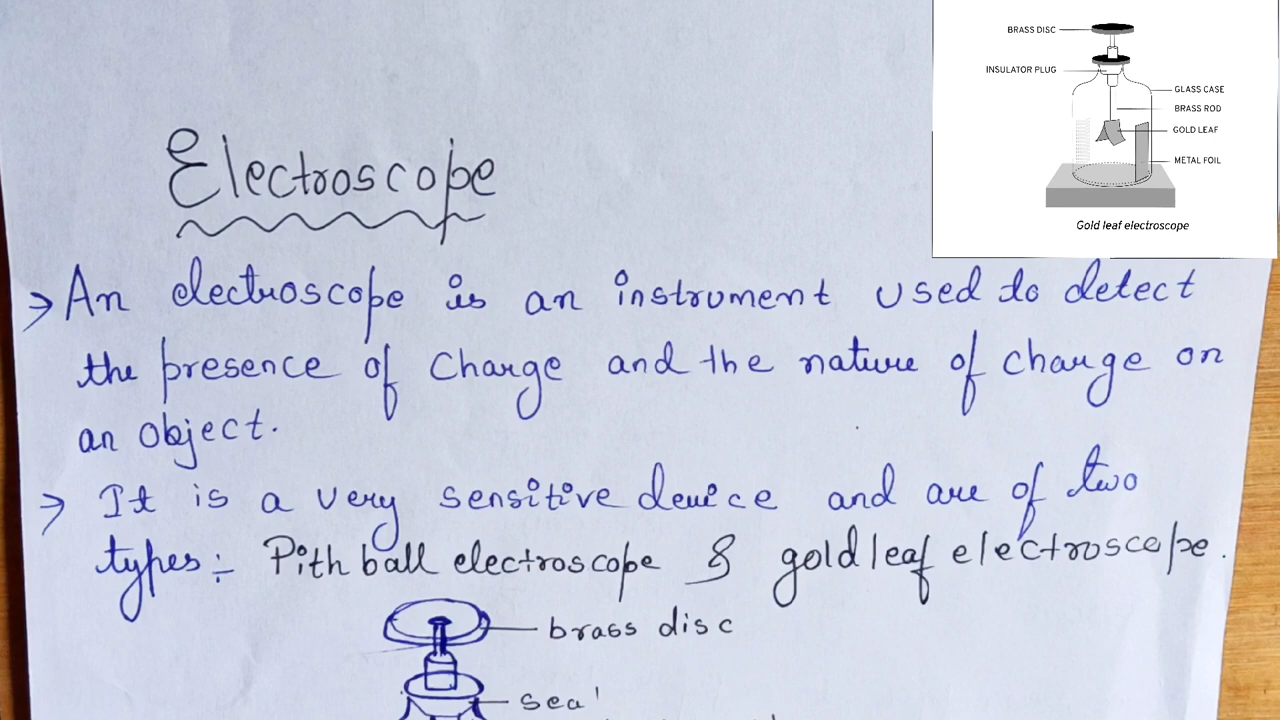 BRASS DISC
INSULATOR PLUG
GLASS CASE
BRASS ROD
GOLD LEAF
METAL FOIL
Gold leaf electroscope
Electroscope
→ An electroscope is an instrument used to detect
the presence of Charge and the nature of charge on
an object.
→ It is a very sensitive device and are of two
types:- Pith ball electroscope & gold leaf electroscope.
brass disc